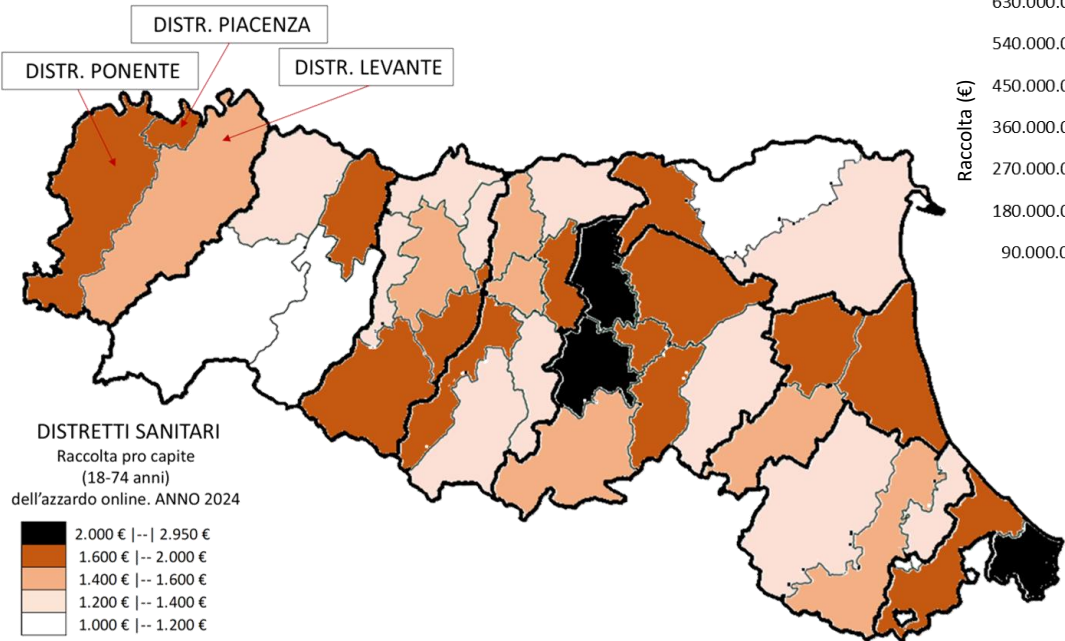 DISTR. PIACENZA
DISTR. PONENTE
DISTR. LEVANTE
DISTRETTI SANITARI
Raccolta pro capite
(18-74 anni)
dell'azzardo online. ANNO 2024
2.000 € |--| 2.950 €
1.600 € |-- 2.000 €
1.400 € |-- 1.600 €
1.200 € |-- 1.400 €
1.000 € |-- 1.200 €
Raccolta (€)
630.000.0
540.000.0
450.000.0
360.000.0
270.000.0
180.000.0
90.000.0